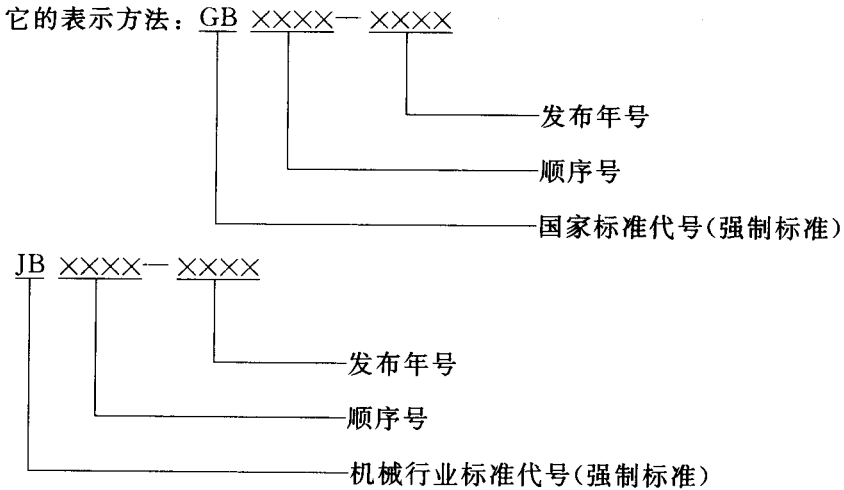 它的表示方法：GB ××××—××××
发布年号
顺序号
国家标准代号(强制标准)
JB ××××—××××
发布年号
顺序号
机械行业标准代号(强制标准)